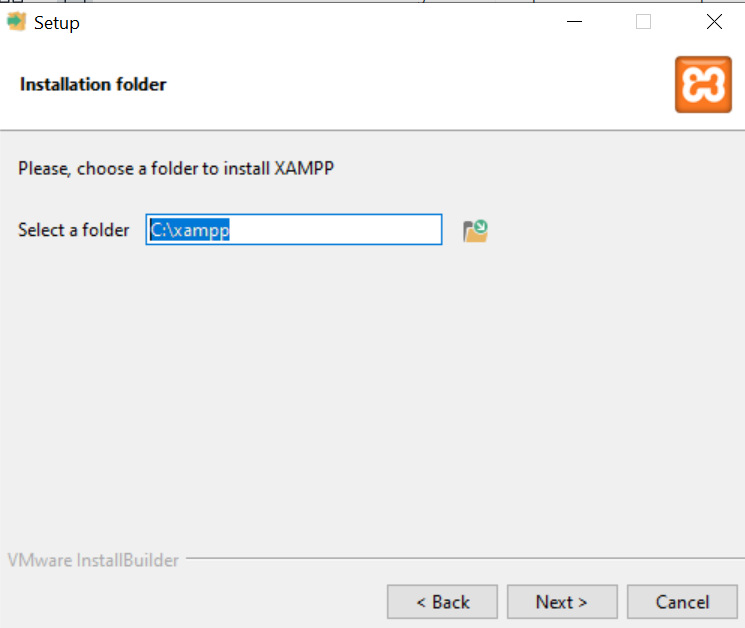 Setup
Installation folder
Please, choose a folder to install XAMPP
Select a folder C:\xampp
VMware InstallBuilder
< Back Next > Cancel